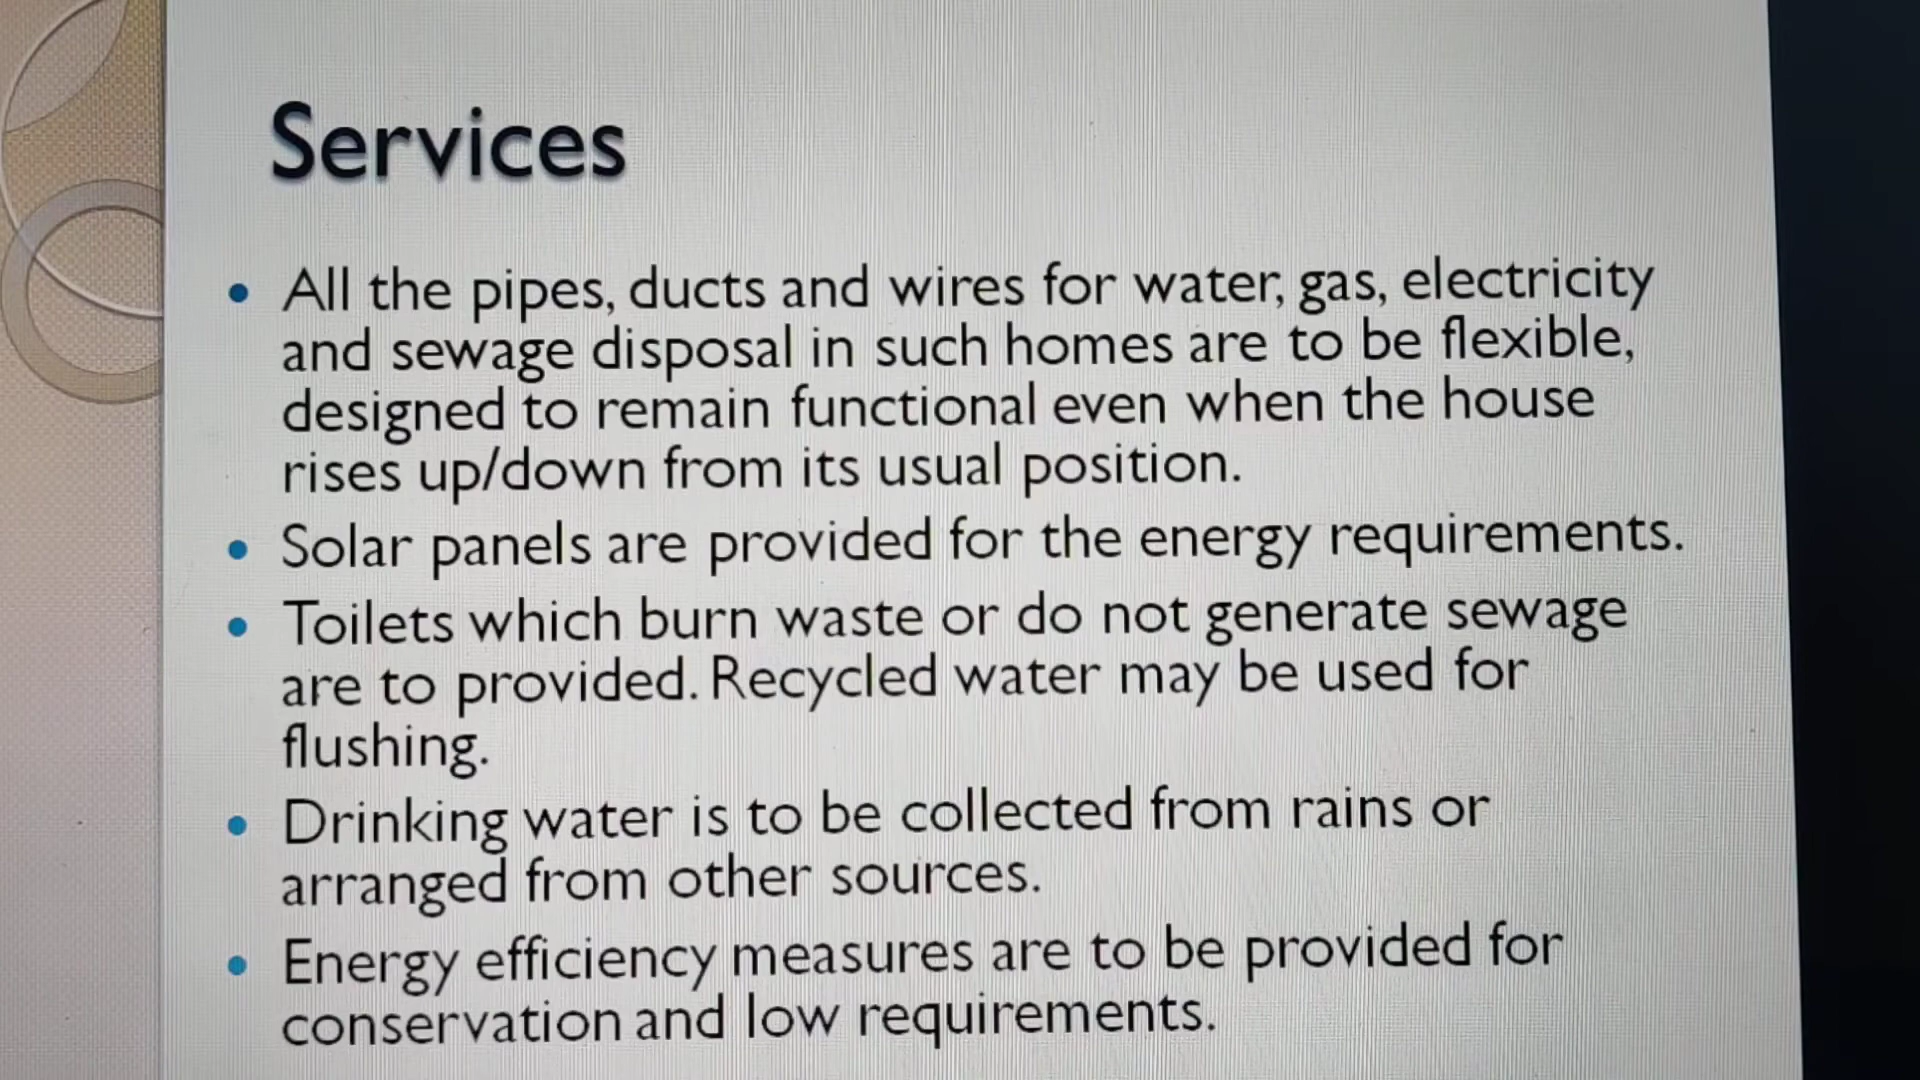 Services
• All the pipes, ducts and wires for water, gas, electricity
and sewage disposal in such homes are to be flexible,
designed to remain functional even when the house
rises up/down from its usual position.
• Solar panels are provided for the energy requirements.
• Toilets which burn waste or do not generate sewage
are to provided. Recycled water may be used for
flushing.
• Drinking water is to be collected from rains or
arranged from other sources.
• Energy efficiency measures are to be provided for
conservation and low requirements.